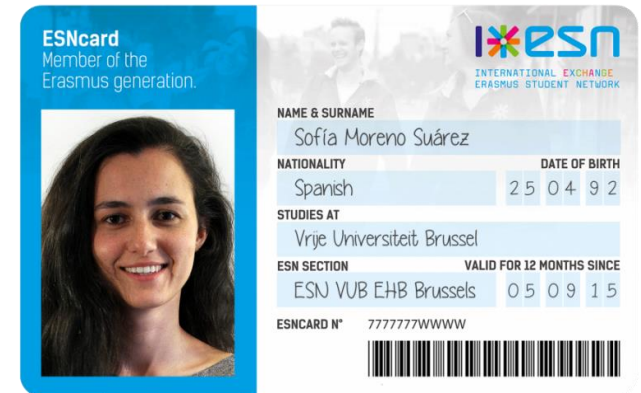 ESNcard
Member of the
Erasmus generation.
esn
INTERNATIONAL EXCHANGE
ERASMUS STUDENT NETWORK
NAME & SURNAME
Sofía Moreno Suárez
NATIONALITY DATE OF BIRTH
Spanish 25 04 92
STUDIES AT
Vrije Universiteit Brussel
ESN SECTION VALID FOR 12 MONTHS SINCE
ESN VUB EHB Brussels 05 09 15
ESNCARD N° 7777777WWWW